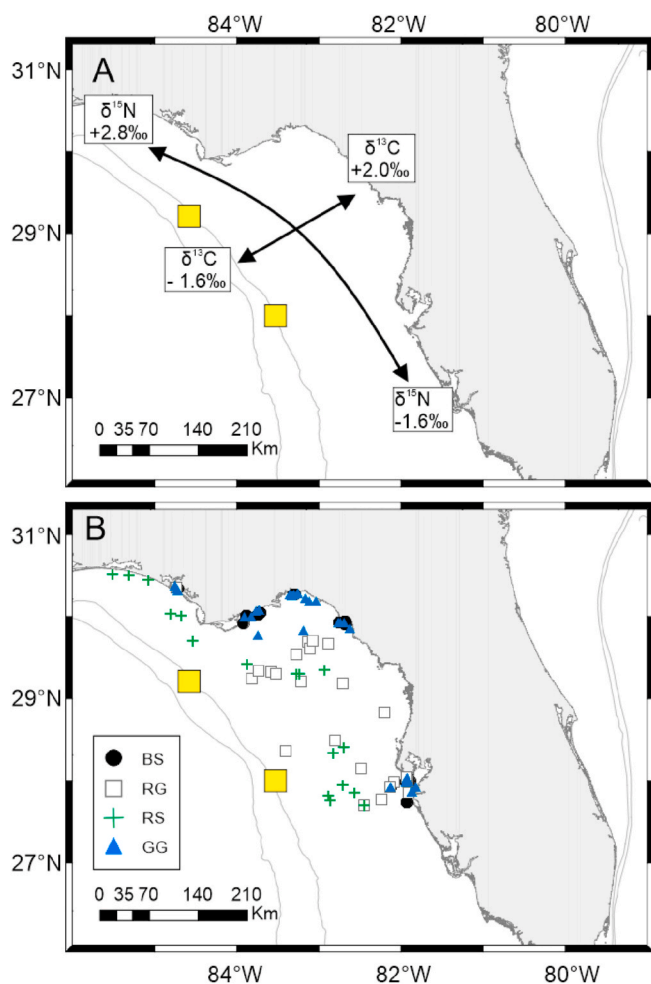 84°W 82°W 80°W
31°N
A
δ¹⁵N
+2.8‰
δ¹³C
+2.0‰
29°N
δ¹³C
- 1.6‰
27°N
δ¹⁵N
-1.6‰
0 35 70 140 210
Km
31°N
B
29°N
BS
RG
RS
GG
27°N
0 35 70 140 210
Km
84°W 82°W 80°W